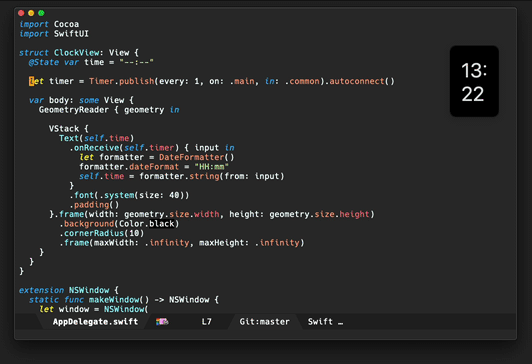 import Cocoa
import SwiftUI
struct ClockView: View {
@State var time = "--:--"
let timer = Timer.publish(every: 1, on: .main, in: .common).autoconnect()
var body: some View {
GeometryReader { geometry in
VStack {
Text(self.time)
.onReceive(self.timer) { input in
let formatter = DateFormatter()
formatter.dateFormat = "HH:mm"
self.time = formatter.string(from: input)
}
.font(.system(size: 40))
.padding()
}.frame(width: geometry.size.width, height: geometry.size.height)
.background(Color.black)
.cornerRadius(10)
.frame(maxWidth: .infinity, maxHeight: .infinity)
}
}
}
extension NSWindow {
static func makeWindow() -> NSWindow {
let window = NSWindow(
AppDelegate.swift L7 Git:master Swift …
13:
22